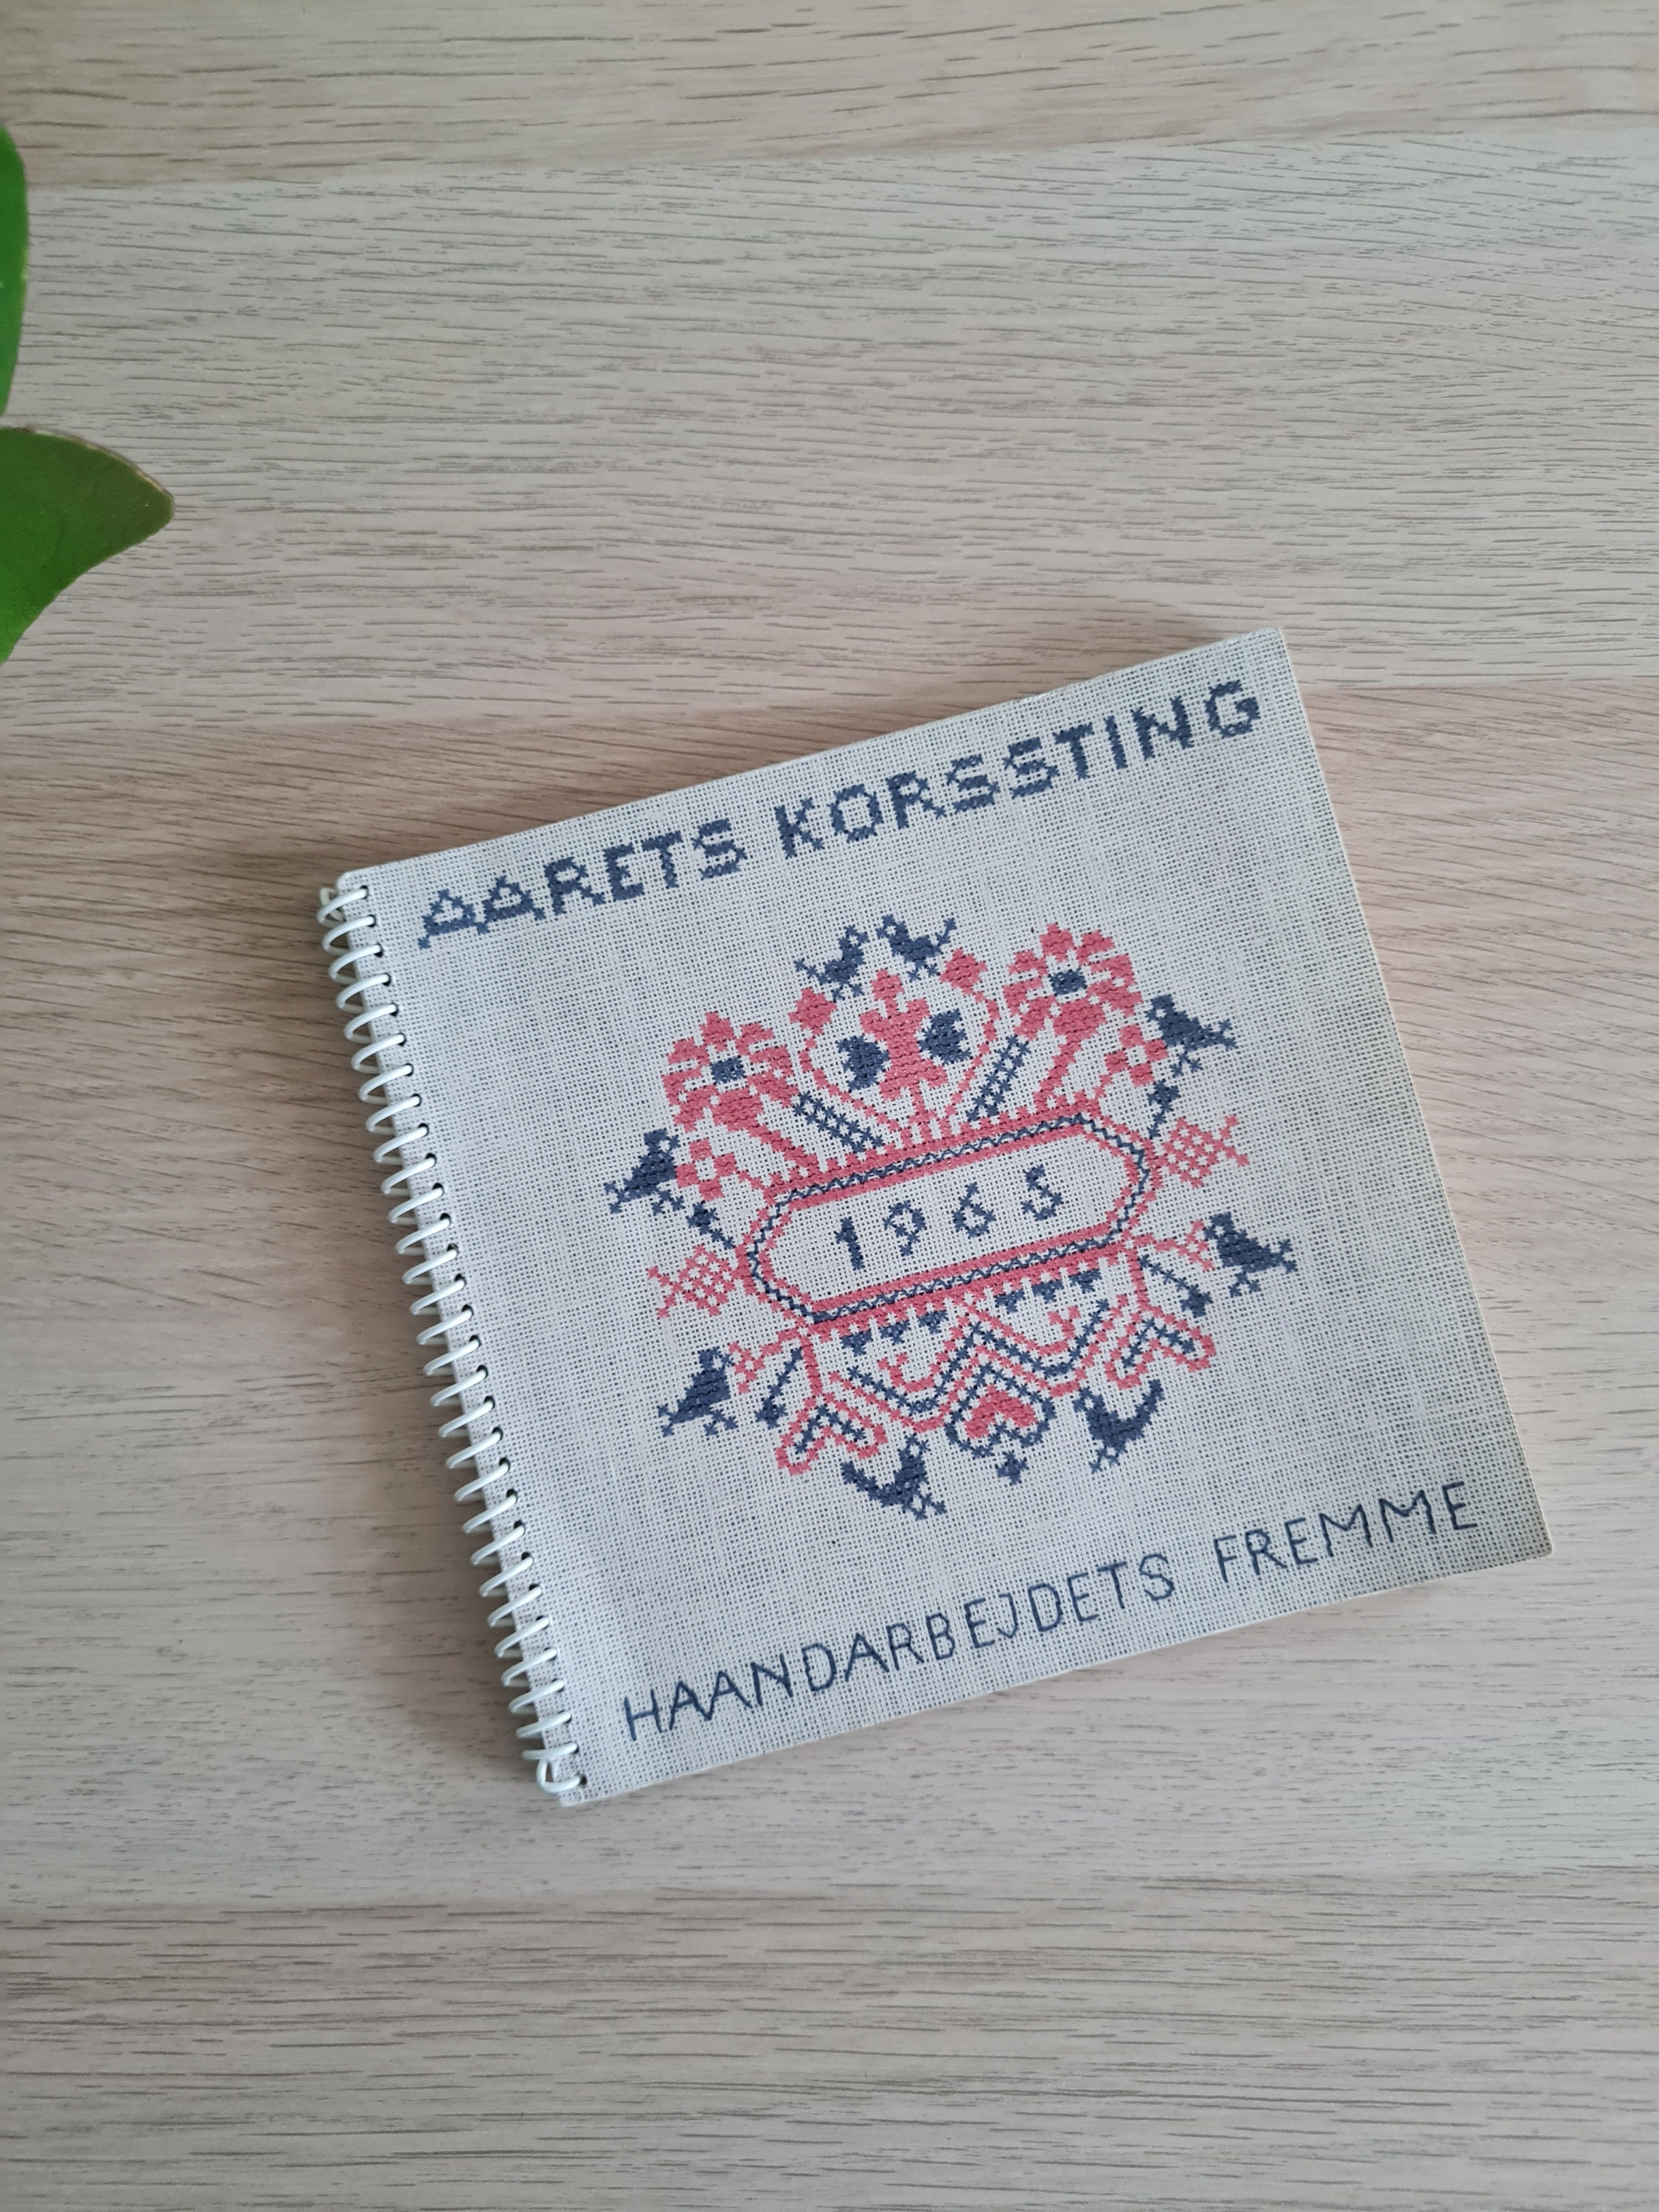 AARETS KORSSTING
1965
HAANDARBEJDETS FREMME